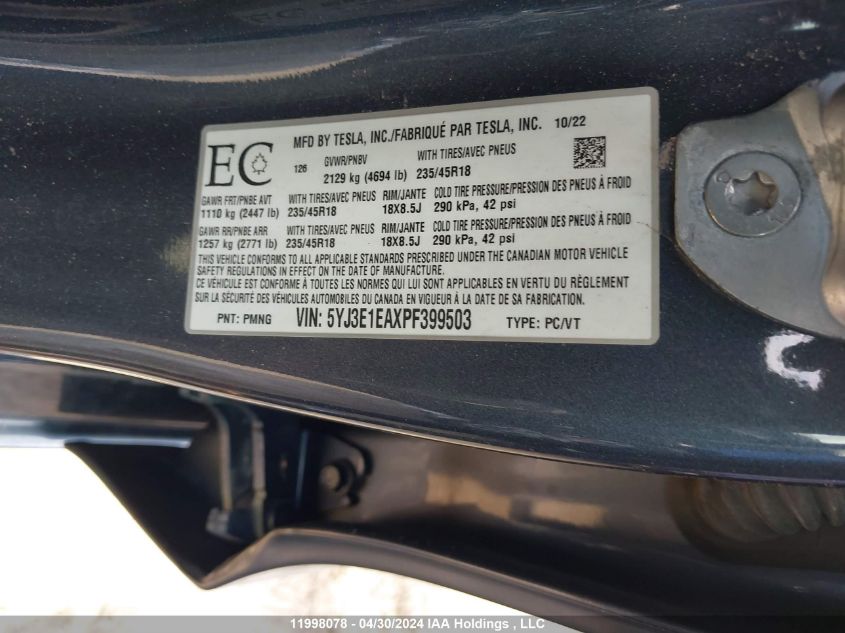 EC
MFD BY TESLA, INC./FABRIQUÉ PAR TESLA, INC. 10/22
126 GVWR/PNBV WITH TIRES/AVEC PNEUS
2129 kg (4694 lb) 235/45R18
GAWR FRT/PNBE AVT WITH TIRES/AVEC PNEUS RIM/JANTE COLD TIRE PRESSURE/PRESSION DES PNEUS À FROID
1110 kg (2447 lb) 235/45R18 18X8.5J 290 kPa, 42 psi
GAWR RR/PNBE ARR WITH TIRES/AVEC PNEUS RIM/JANTE COLD TIRE PRESSURE/PRESSION DES PNEUS À FROID
1257 kg (2771 lb) 235/45R18 18X8.5J 290 kPa, 42 psi
THIS VEHICLE CONFORMS TO ALL APPLICABLE STANDARDS PRESCRIBED UNDER THE CANADIAN MOTOR VEHICLE
SAFETY REGULATIONS IN EFFECT ON THE DATE OF MANUFACTURE.
CE VÉHICULE EST CONFORME À TOUTES LES NORMES QUI LUI SONT APPLICABLES EN VERTU DU RÈGLEMENT
SUR LA SÉCURITÉ DES VÉHICULES AUTOMOBILES DU CANADA EN VIGUEUR À LA DATE DE SA FABRICATION.
PNT: PMNG VIN: 5YJ3E1EAXPF399503 TYPE: PC/VT
11998078 - 04/30/2024 IAA Holdings, LLC